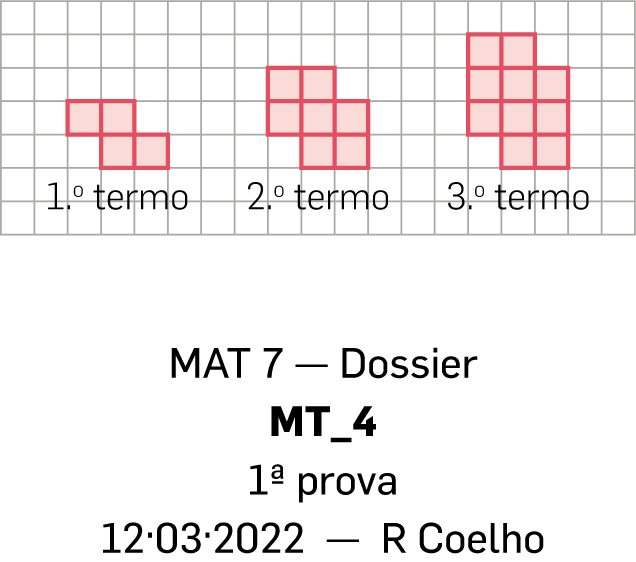 1.º termo 2.º termo 3.º termo
MAT 7 — Dossier
MT_4
1ª prova
12·03·2022 — R Coelho